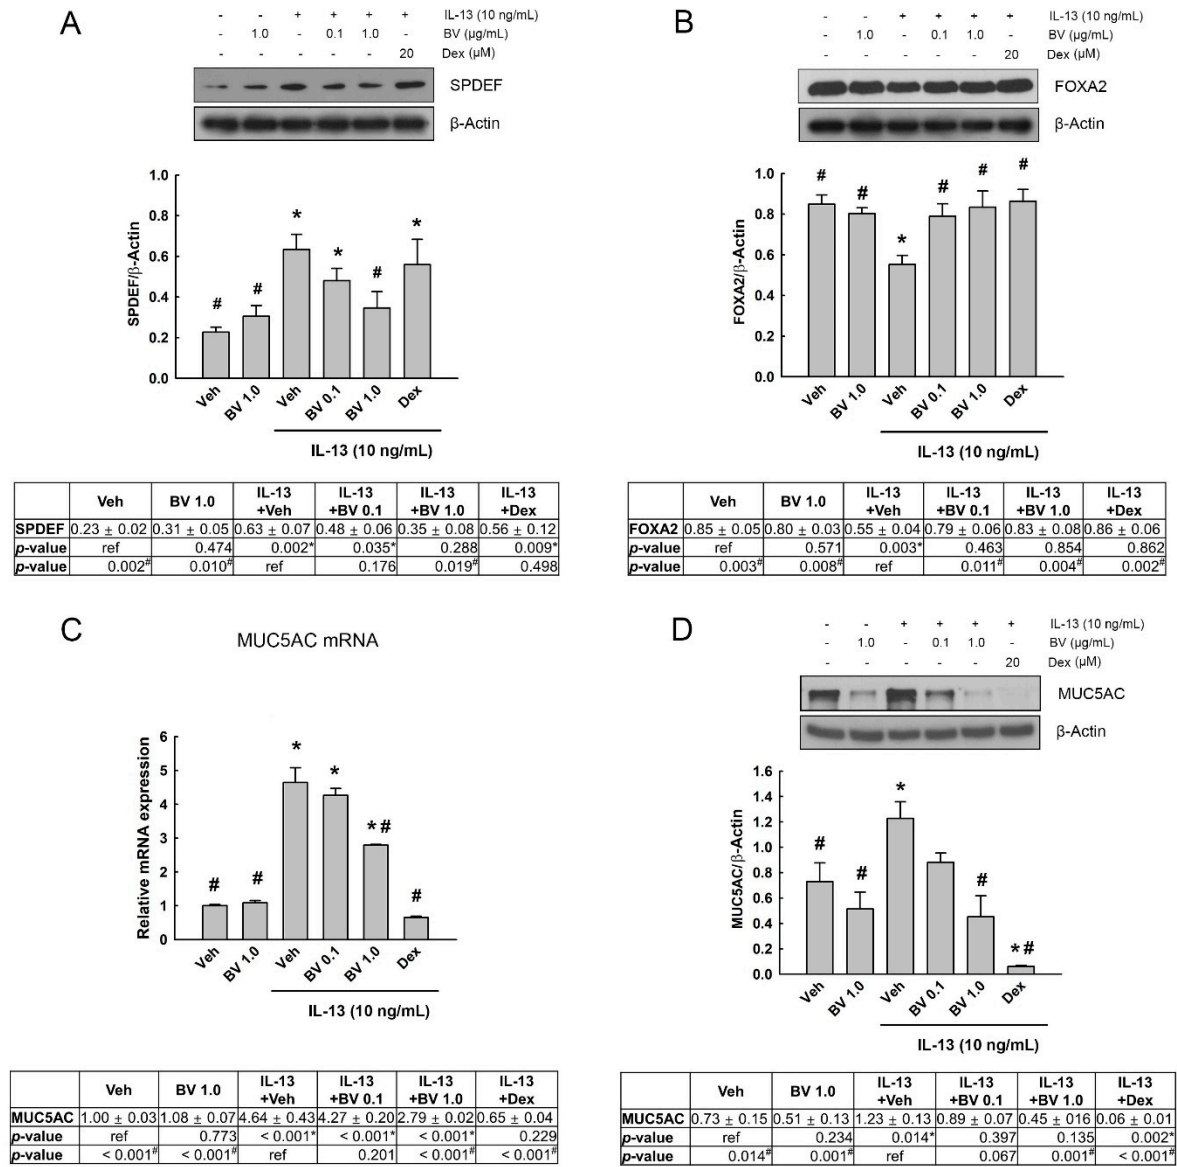 A
- - + + + + IL-13 (10 ng/mL)
- 1.0 - 0.1 1.0 - BV (µg/mL)
- - - - - 20 Dex (µM)
SPDEF
β-Actin
SPDEF/β-Actin
1.0
0.8
0.6
0.4
0.2
0.0
# # * * # *
Veh BV 1.0 Veh BV 0.1 BV 1.0 Dex
IL-13 (10 ng/mL)
Veh BV 1.0 IL-13 +Veh IL-13 +BV 0.1 IL-13 +BV 1.0 IL-13 +Dex
SPDEF 0.23 ± 0.02 0.31 ± 0.05 0.63 ± 0.07 0.48 ± 0.06 0.35 ± 0.08 0.56 ± 0.12
p-value ref 0.474 0.002* 0.035* 0.288 0.009*
p-value 0.002# 0.010# ref 0.176 0.019# 0.498
B
- - + + + + IL-13 (10 ng/mL)
- 1.0 - 0.1 1.0 - BV (µg/mL)
- - - - - 20 Dex (µM)
FOXA2
β-Actin
FOXA2/β-Actin
1.0
0.8
0.6
0.4
0.2
0.0
# # * # # #
Veh BV 1.0 Veh BV 0.1 BV 1.0 Dex
IL-13 (10 ng/mL)
Veh BV 1.0 IL-13 +Veh IL-13 +BV 0.1 IL-13 +BV 1.0 IL-13 +Dex
FOXA2 0.85 ± 0.05 0.80 ± 0.03 0.55 ± 0.04 0.79 ± 0.06 0.83 ± 0.08 0.86 ± 0.06
p-value ref 0.571 0.003* 0.463 0.854 0.862
p-value 0.003# 0.008# ref 0.011# 0.004# 0.002#
C
MUC5AC mRNA
Relative mRNA expression
6
5
4
3
2
1
0
# # * * * # #
Veh BV 1.0 Veh BV 0.1 BV 1.0 Dex
IL-13 (10 ng/mL)
Veh BV 1.0 IL-13 +Veh IL-13 +BV 0.1 IL-13 +BV 1.0 IL-13 +Dex
MUC5AC 1.00 ± 0.03 1.08 ± 0.07 4.64 ± 0.43 4.27 ± 0.20 2.79 ± 0.02 0.65 ± 0.04
p-value ref 0.773 < 0.001* < 0.001* < 0.001* 0.229
p-value < 0.001# < 0.001# ref 0.201 < 0.001# < 0.001#
D
- - + + + + IL-13 (10 ng/mL)
- 1.0 - 0.1 1.0 - BV (µg/mL)
- - - - - 20 Dex (µM)
MUC5AC
β-Actin
MUC5AC/β-Actin
1.6
1.4
1.2
1.0
0.8
0.6
0.4
0.2
0.0
# # * # * #
Veh BV 1.0 Veh BV 0.1 BV 1.0 Dex
IL-13 (10 ng/mL)
Veh BV 1.0 IL-13 +Veh IL-13 +BV 0.1 IL-13 +BV 1.0 IL-13 +Dex
MUC5AC 0.73 ± 0.15 0.51 ± 0.13 1.23 ± 0.13 0.89 ± 0.07 0.45 ± 016 0.06 ± 0.01
p-value ref 0.234 0.014* 0.397 0.135 0.002*
p-value 0.014# 0.001# ref 0.067 0.001# < 0.001#